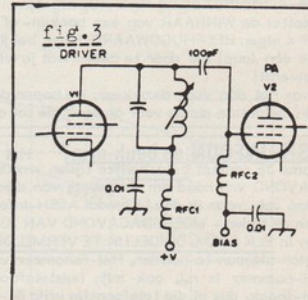 fig. 3
DRIVER
100pF
PA
V1
V2
RFC2
0.01
RFC1
0.01
+V
BIAS